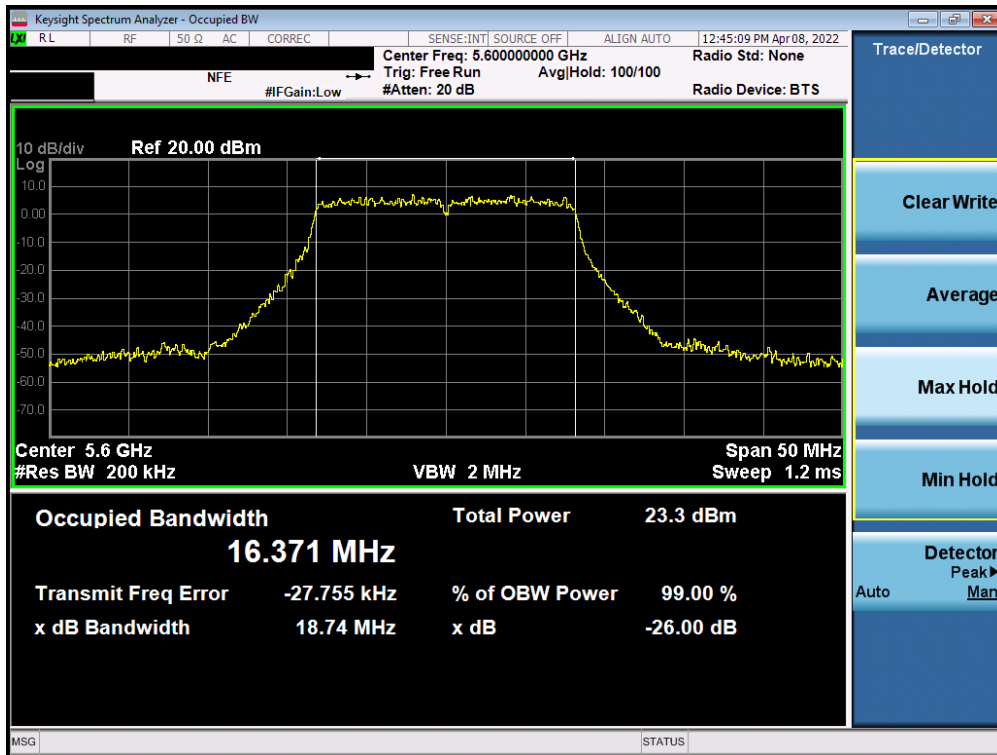 Keysight Spectrum Analyzer - Occupied BW
LXI RL RF 50 Ω AC CORREC SENSE:INT SOURCE OFF ALIGN AUTO 12:45:09 PM Apr 08, 2022
Center Freq: 5.600000000 GHz Radio Std: None
NFE Trig: Free Run Avg|Hold: 100/100
#IFGain:Low #Atten: 20 dB Radio Device: BTS
Trace/Detector
10 dB/div Ref 20.00 dBm
Log
10.0
0.00
-10.0
-20.0
-30.0
-40.0
-50.0
-60.0
-70.0
Center 5.6 GHz Span 50 MHz
#Res BW 200 kHz VBW 2 MHz Sweep 1.2 ms
Occupied Bandwidth Total Power 23.3 dBm
16.371 MHz
Transmit Freq Error -27.755 kHz % of OBW Power 99.00 %
x dB Bandwidth 18.74 MHz x dB -26.00 dB
Clear Write
Average
Max Hold
Min Hold
Detector
Peak▶
Auto Man
MSG STATUS